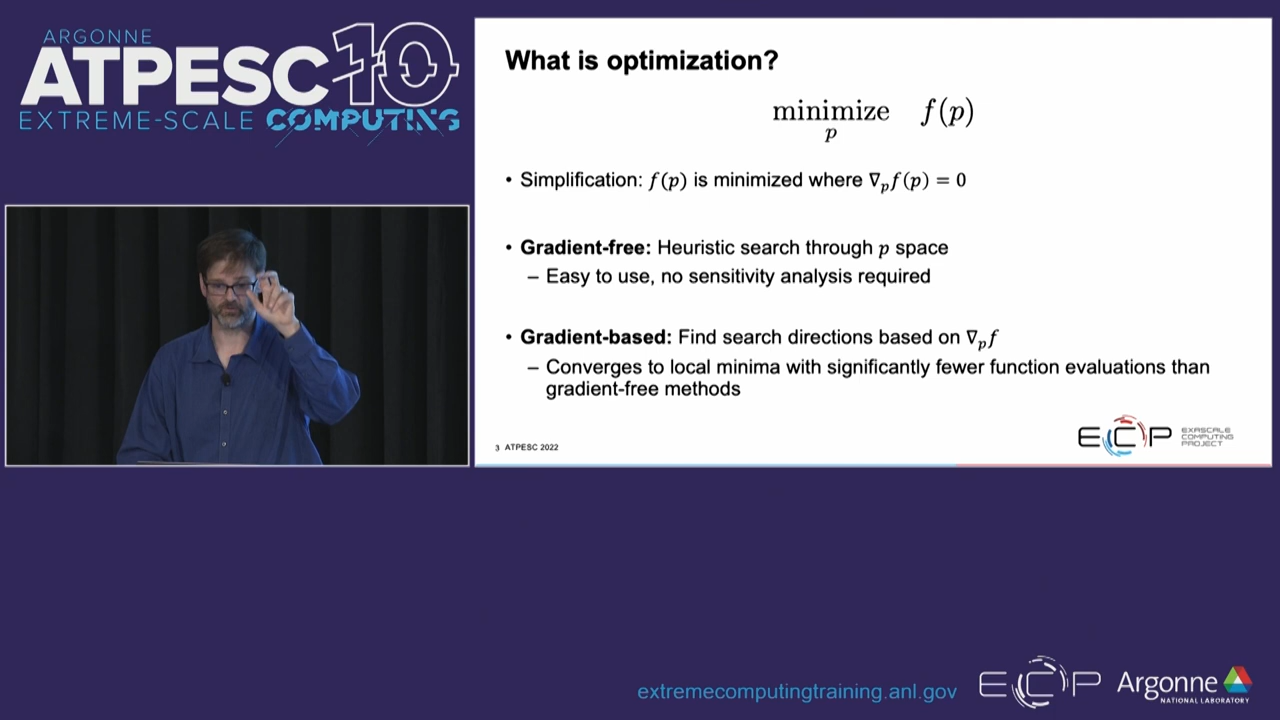 ARGONNE
ATPESC10
EXTREME-SCALE COMPUTING
What is optimization?
minimize f(p)
p
• Simplification: f(p) is minimized where ∇ₚf(p) = 0
• Gradient-free: Heuristic search through p space
– Easy to use, no sensitivity analysis required
• Gradient-based: Find search directions based on ∇ₚf
– Converges to local minima with significantly fewer function evaluations than
gradient-free methods
3 ATPESC 2022
ECP
EXASCALE
COMPUTING
PROJECT
extremecomputingtraining.anl.gov
ECP
Argonne
NATIONAL LABORATORY